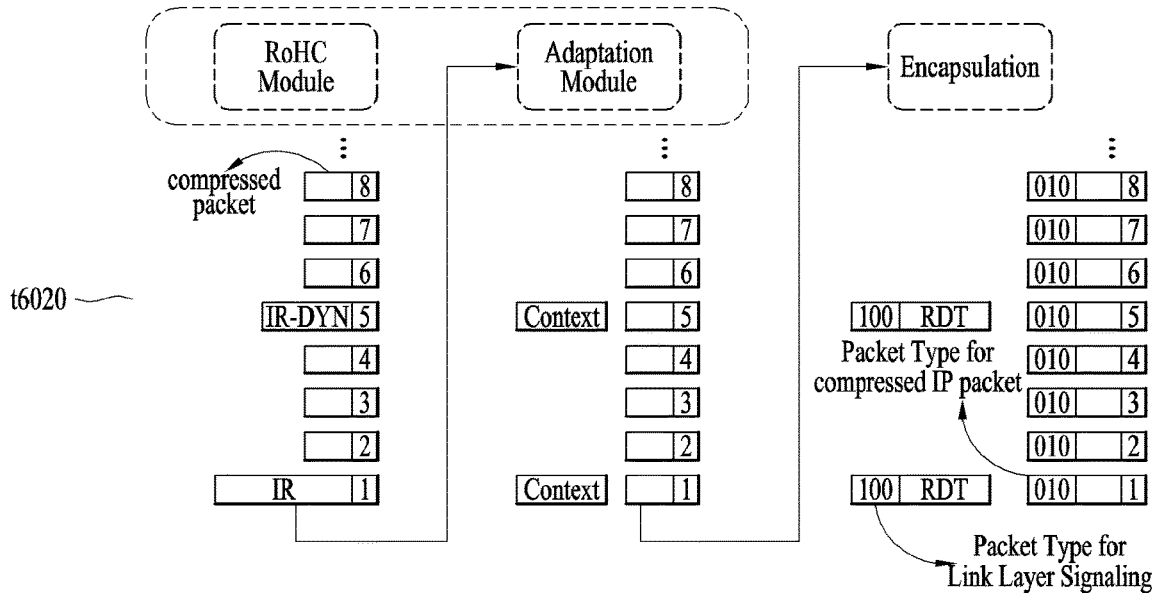 RoHC
Module
Adaptation
Module
Encapsulation
compressed
packet
8
7
6
IR-DYN 5
4
3
2
IR 1
8
7
6
Context 5
4
3
2
Context 1
010 8
010 7
010 6
100 RDT 010 5
Packet Type for
compressed IP packet
010 4
010 3
010 2
100 RDT 010 1
Packet Type for
Link Layer Signaling
t6020